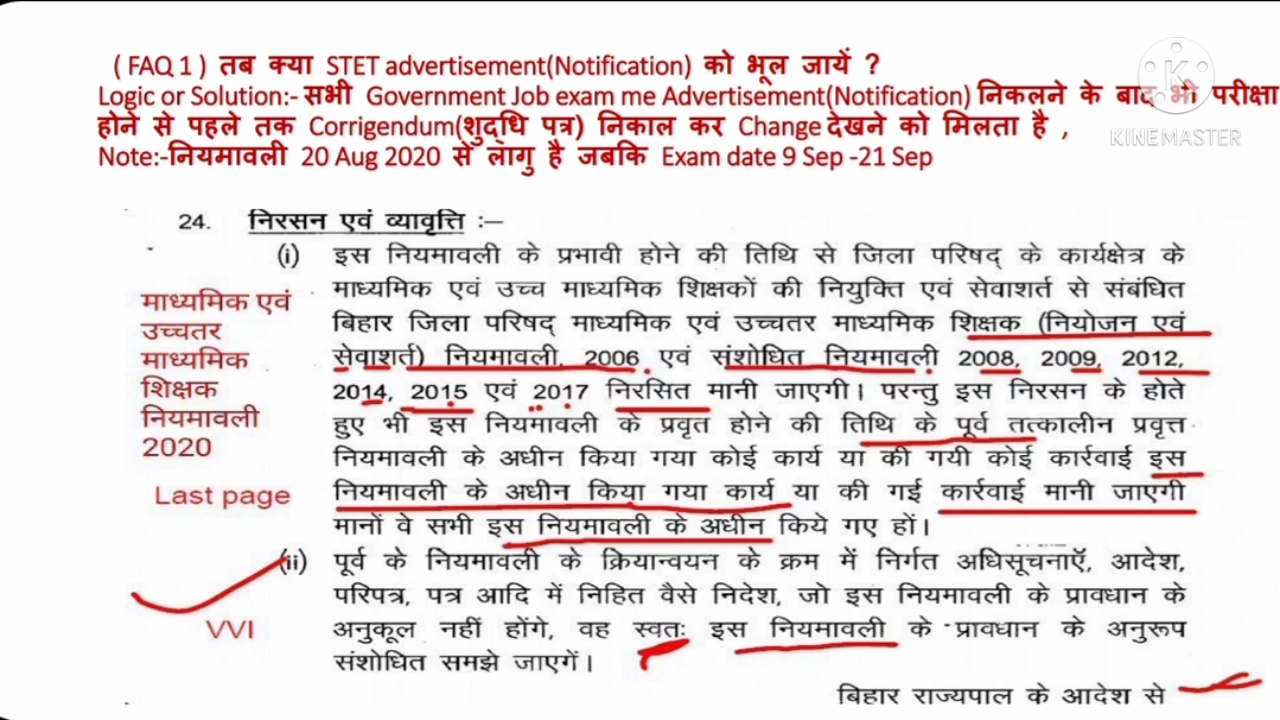 ( FAQ 1 ) तब क्या STET advertisement(Notification) को भूल जायें ?
Logic or Solution:- सभी Government Job exam me Advertisement(Notification) निकलने के बाद भी परीक्षा
होने से पहले तक Corrigendum(शुद्धि पत्र) निकाल कर Change देखने को मिलता है ,
Note:-नियमावली 20 Aug 2020 से लागु है जबकि Exam date 9 Sep -21 Sep
K
KINEMASTER
24. निरसन एवं व्यावृत्ति :–
(i) इस नियमावली के प्रभावी होने की तिथि से जिला परिषद् के कार्यक्षेत्र के
माध्यमिक एवं उच्च माध्यमिक शिक्षकों की नियुक्ति एवं सेवाशर्त से संबंधित
बिहार जिला परिषद् माध्यमिक एवं उच्चतर माध्यमिक शिक्षक (नियोजन एवं
सेवाशर्त) नियमावली, 2006 एवं संशोधित नियमावली 2008, 2009, 2012,
2014, 2015 एवं 2017 निरसित मानी जाएगी। परन्तु इस निरसन के होते
हुए भी इस नियमावली के प्रवृत होने की तिथि के पूर्व तत्कालीन प्रवृत्त
नियमावली के अधीन किया गया कोई कार्य या की गयी कोई कार्रवाई इस
नियमावली के अधीन किया गया कार्य या की गई कार्रवाई मानी जाएगी
मानों वे सभी इस नियमावली के अधीन किये गए हों।
(ii) पूर्व के नियमावली के क्रियान्वयन के क्रम में निर्गत अधिसूचनाऍ, आदेश,
परिपत्र, पत्र आदि में निहित वैसे निदेश, जो इस नियमावली के प्रावधान के
अनुकूल नहीं होंगे, वह स्वतः इस नियमावली के प्रावधान के अनुरूप
संशोधित समझे जाएगें।
बिहार राज्यपाल के आदेश से
माध्यमिक एवं
उच्चतर
माध्यमिक
शिक्षक
नियमावली
2020
Last page
VVI